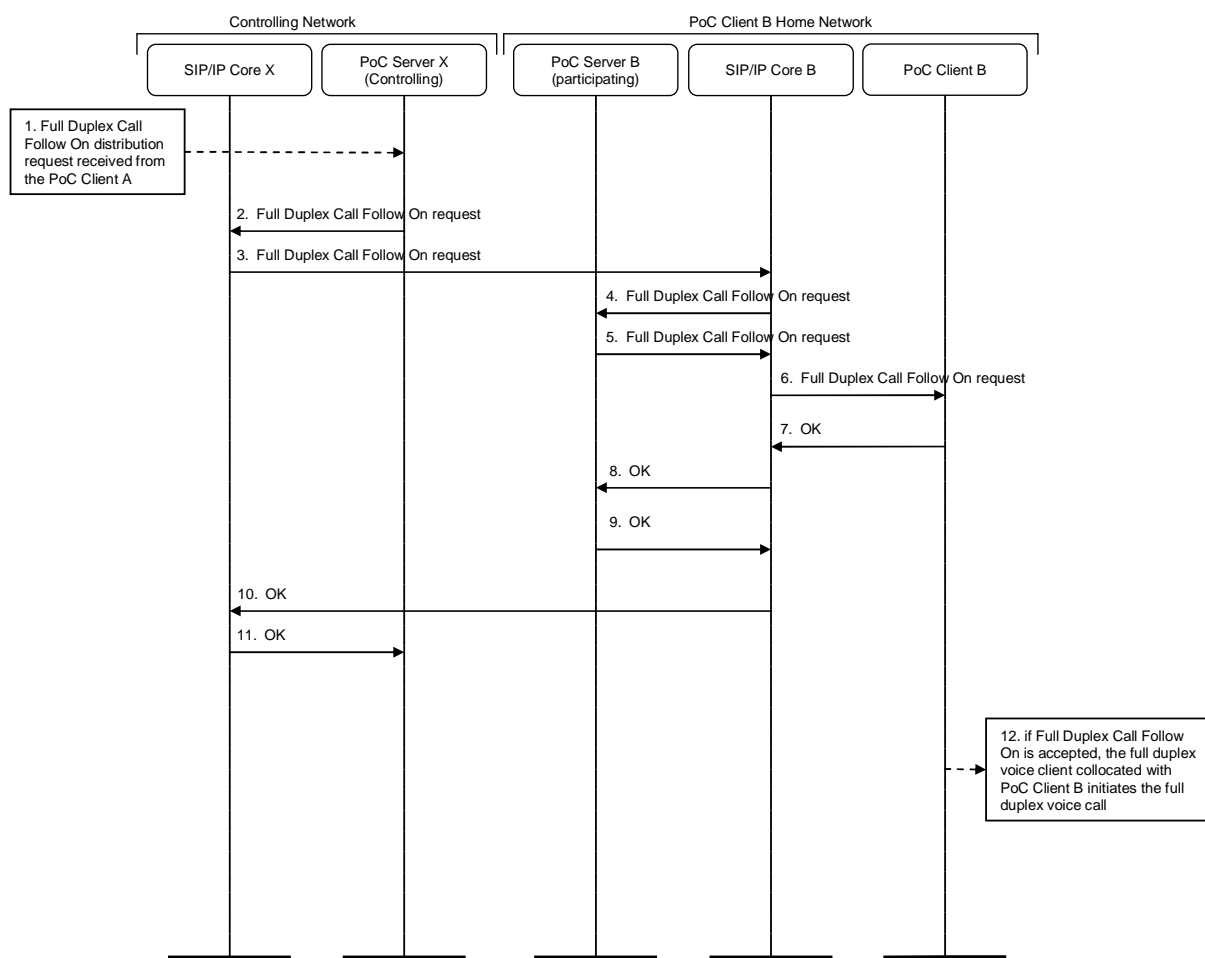 Controlling Network
PoC Client B Home Network
SIP/IP Core X
PoC Server X
(Controlling)
PoC Server B
(participating)
SIP/IP Core B
PoC Client B
1. Full Duplex Call
Follow On distribution
request received from
the PoC Client A
2. Full Duplex Call Follow On request
3. Full Duplex Call Follow On request
4. Full Duplex Call Follow On request
5. Full Duplex Call Follow On request
6. Full Duplex Call Follow On request
7. OK
8. OK
9. OK
10. OK
11. OK
12. if Full Duplex Call Follow
On is accepted, the full duplex
voice client collocated with
PoC Client B initiates the full
duplex voice call